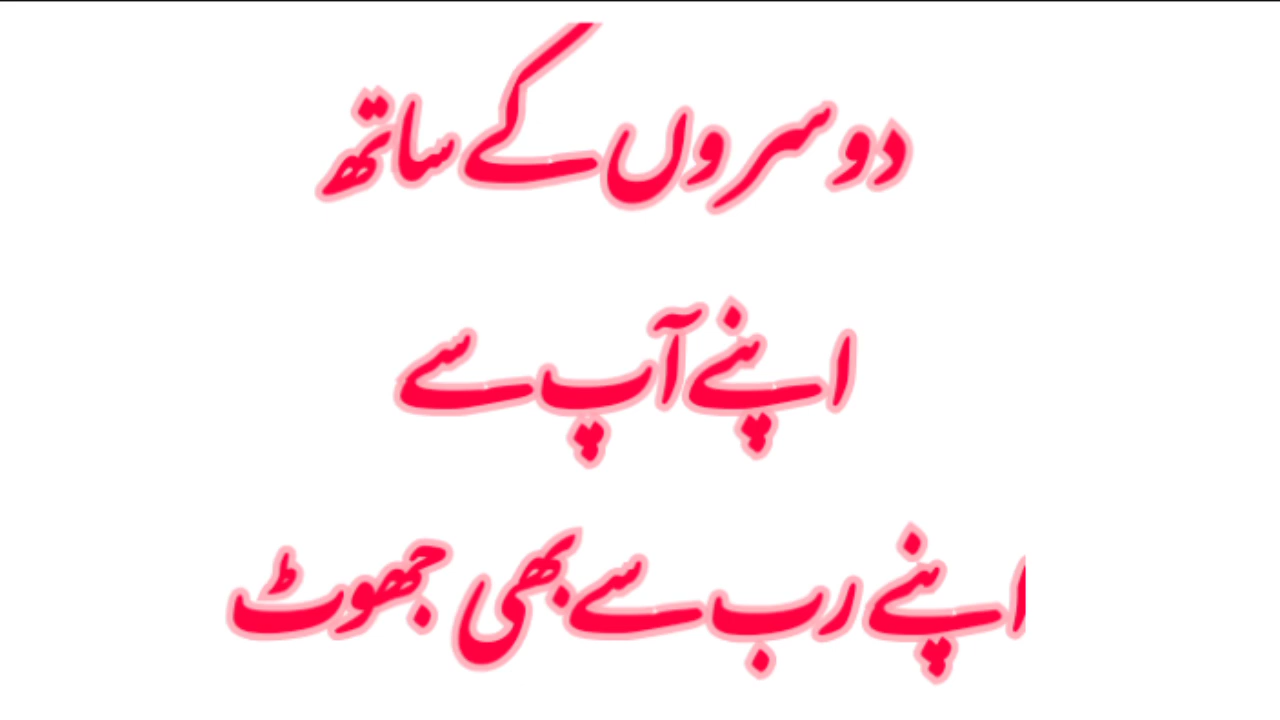 دوسروں کے ساتھ
اپنے آپ سے
اپنے رب سے بھی جھوٹ